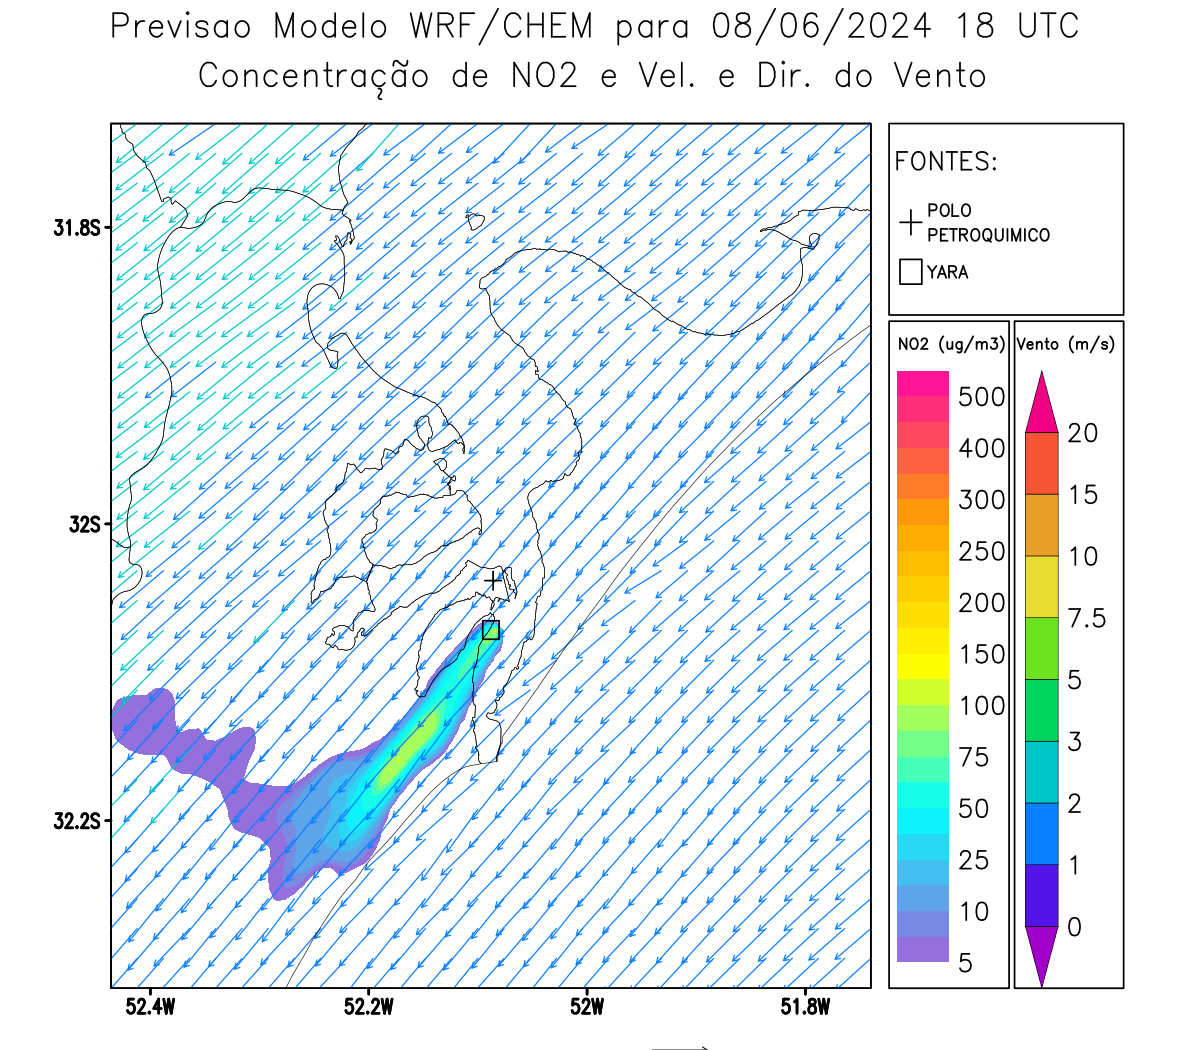 Previsao Modelo WRF/CHEM para 08/06/2024 18 UTC
Concentração de NO2 e Vel. e Dir. do Vento
FONTES:
POLO
PETROQUIMICO
YARA
NO2 (ug/m3)
500
400
300
250
200
150
100
75
50
25
10
5
Vento (m/s)
20
15
10
7.5
5
3
2
1
0
31.8S
32S
32.2S
52.4W
52.2W
52W
51.8W